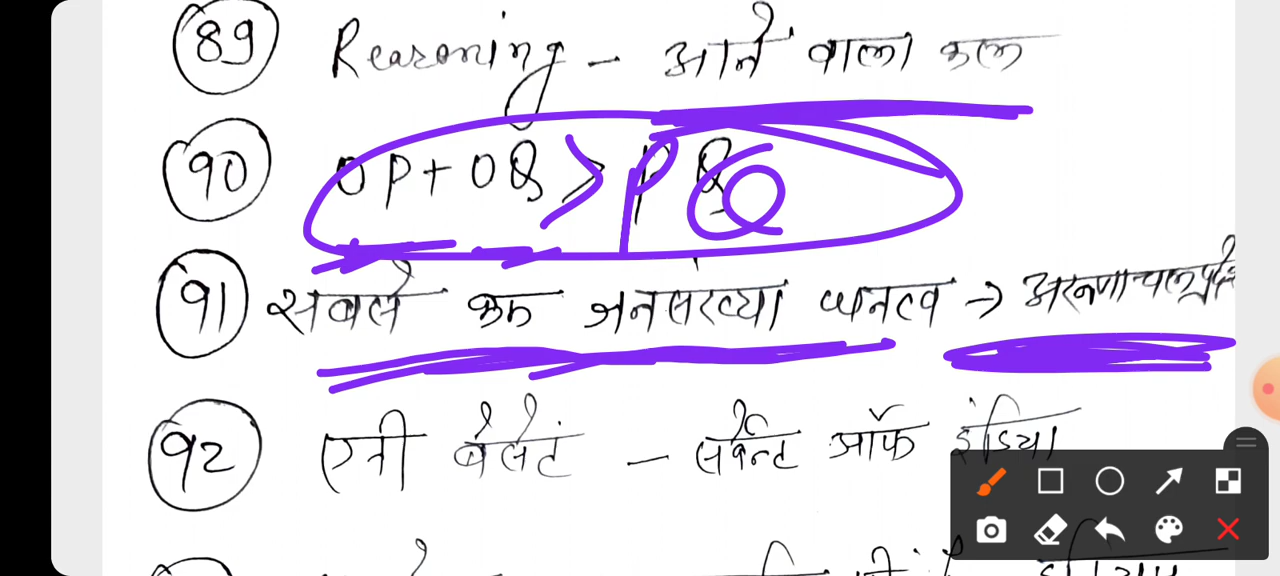 89 Reasoning - आने वाला कल
90 OP + OQ > PQ
91 सबसे कम जनसंख्या घनत्व → अरूणाचल प्रदेश
92 एनी बेसेंट - सर्वेन्ट ऑफ इंडिया